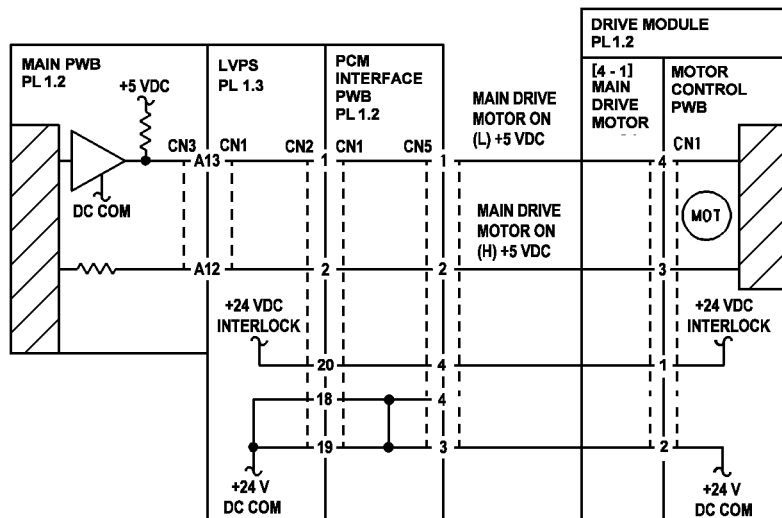 DRIVE MODULE
PL 1.2
MAIN PWB
PL 1.2
+5 VDC
LVPS
PL 1.3
PCM
INTERFACE
PWB
PL 1.2
[4 - 1]
MAIN
DRIVE
MOTOR
MOTOR
CONTROL
PWB
MAIN DRIVE
MOTOR ON
(L) +5 VDC
CN3 CN1 CN2 CN1 CN5 CN1
A13 1 1 4
DC COM
MAIN DRIVE
MOTOR ON
(H) +5 VDC
MOT
A12 2 2 3
+24 VDC
INTERLOCK
+24 VDC
INTERLOCK
20 4 1
18 4
19 3 2
+24 V
DC COM
+24 V
DC COM